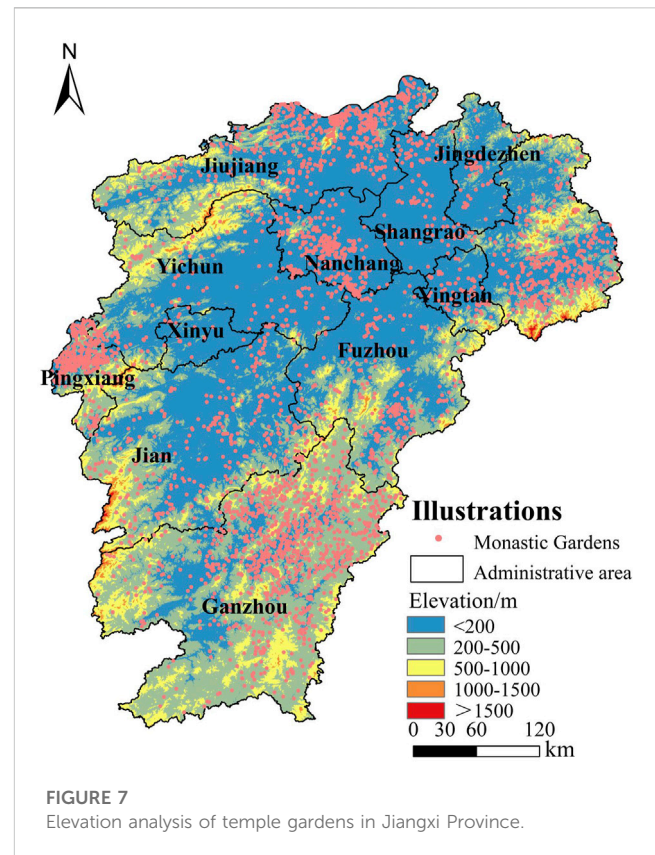 N
Jiujiang
Jingdezhen
Shangrao
Nanchang
Yichun
Yingtan
Xinyu
Fuzhou
Pingxiang
Jian
Ganzhou
Illustrations
Monastic Gardens
Administrative area
Elevation/m
<200
200-500
500-1000
1000-1500
>1500
0 30 60 120
km
FIGURE 7
Elevation analysis of temple gardens in Jiangxi Province.